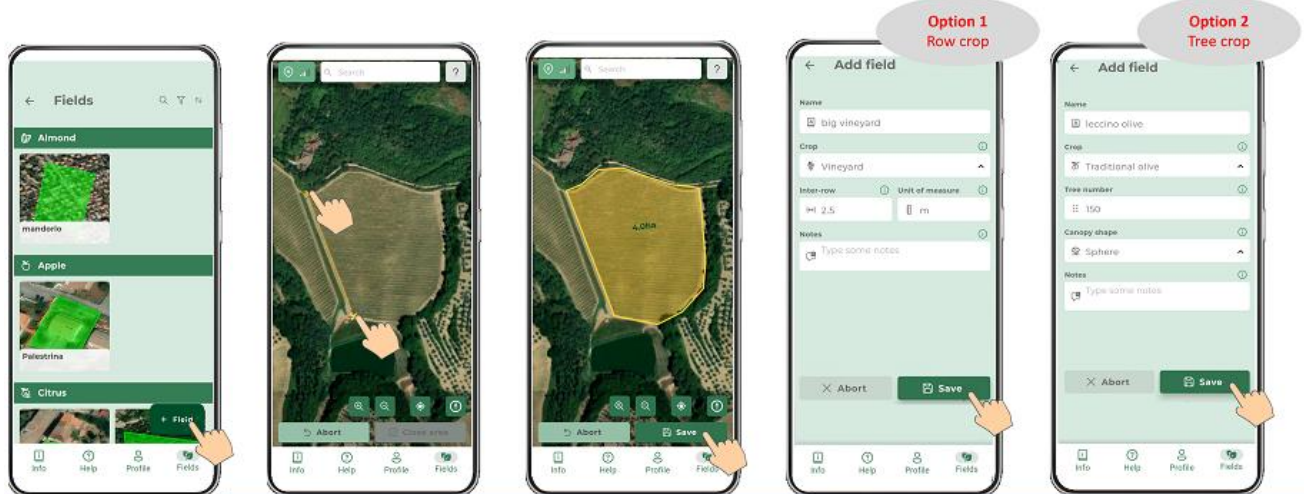 Fields
Almond
mandorlo
Apple
Palestrina
Citrus
+ Field
Info Help Profile Fields
Search ?
Abort Close area
Info Help Profile Fields
Search ?
4.0ha
Abort Save
Info Help Profile Fields
Option 1
Row crop
Add field
Name
big vineyard
Crop
Vineyard
Inter-row Unit of measure
2.5 m
Notes
Type some notes
Abort Save
Info Help Profile Fields
Option 2
Tree crop
Add field
Name
leccino olive
Crop
Traditional olive
Tree number
150
Canopy shape
Sphere
Notes
Type some notes
Abort Save
Info Help Profile Fields